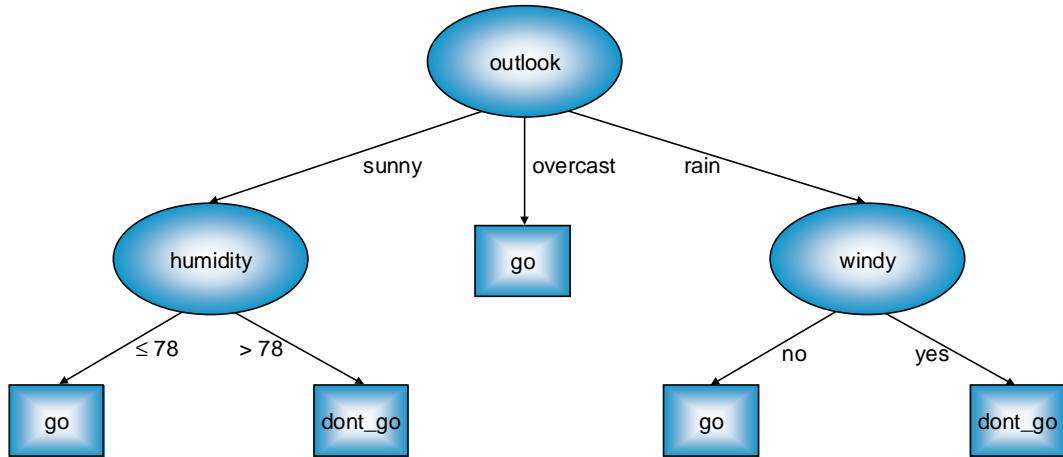 outlook
sunny
overcast
rain
humidity
go
windy
≤ 78
> 78
no
yes
go
dont_go
go
dont_go